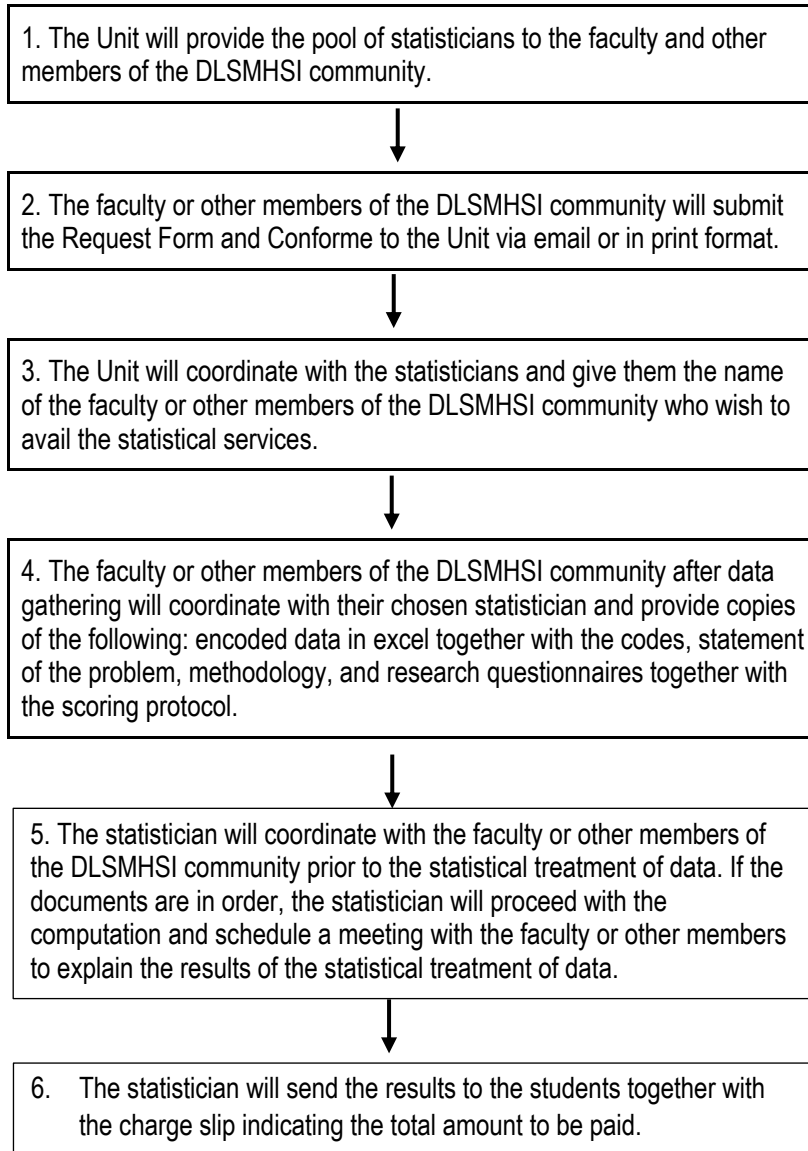 1. The Unit will provide the pool of statisticians to the faculty and other
members of the DLSMHSI community.
2. The faculty or other members of the DLSMHSI community will submit
the Request Form and Conforme to the Unit via email or in print format.
3. The Unit will coordinate with the statisticians and give them the name
of the faculty or other members of the DLSMHSI community who wish to
avail the statistical services.
4. The faculty or other members of the DLSMHSI community after data
gathering will coordinate with their chosen statistician and provide copies
of the following: encoded data in excel together with the codes, statement
of the problem, methodology, and research questionnaires together with
the scoring protocol.
5. The statistician will coordinate with the faculty or other members of
the DLSMHSI community prior to the statistical treatment of data. If the
documents are in order, the statistician will proceed with the
computation and schedule a meeting with the faculty or other members
to explain the results of the statistical treatment of data.
6. The statistician will send the results to the students together with
the charge slip indicating the total amount to be paid.